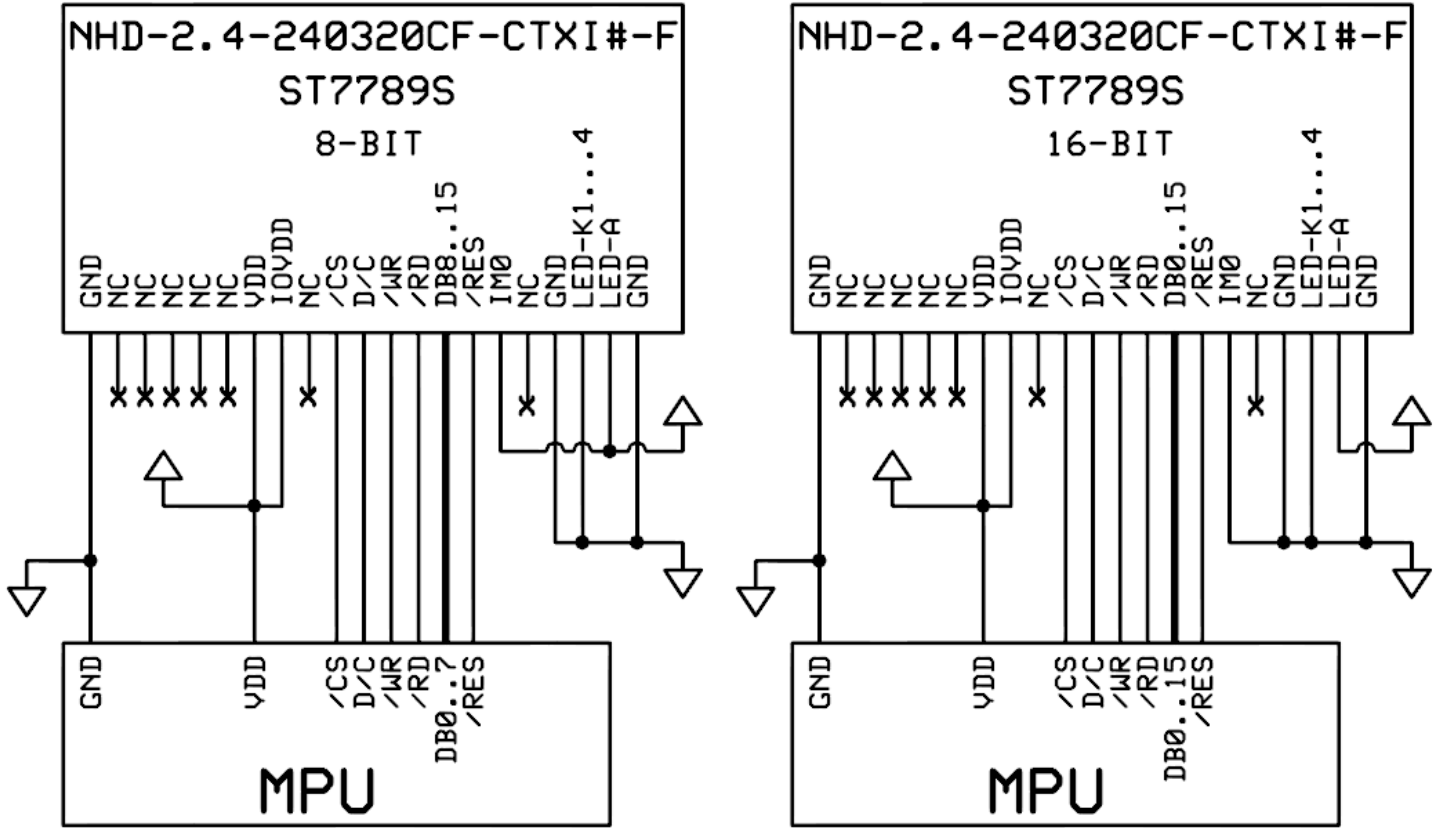 NHD-2.4-240320CF-CTXI#-F
ST7789S
8-BIT
GND
NC
NC
NC
NC
NC
VDD
IOVDD
NC
/CS
D/C
/WR
/RD
DB8..15
/RES
IM0
NC
GND
LED-K1...4
LED-A
GND
GND
VDD
/CS
D/C
/WR
/RD
DB0..7
/RES
MPU
NHD-2.4-240320CF-CTXI#-F
ST7789S
16-BIT
GND
NC
NC
NC
NC
NC
VDD
IOVDD
NC
/CS
D/C
/WR
/RD
DB0..15
/RES
IM0
NC
GND
LED-K1...4
LED-A
GND
GND
VDD
/CS
D/C
/WR
/RD
DB0..15
/RES
MPU